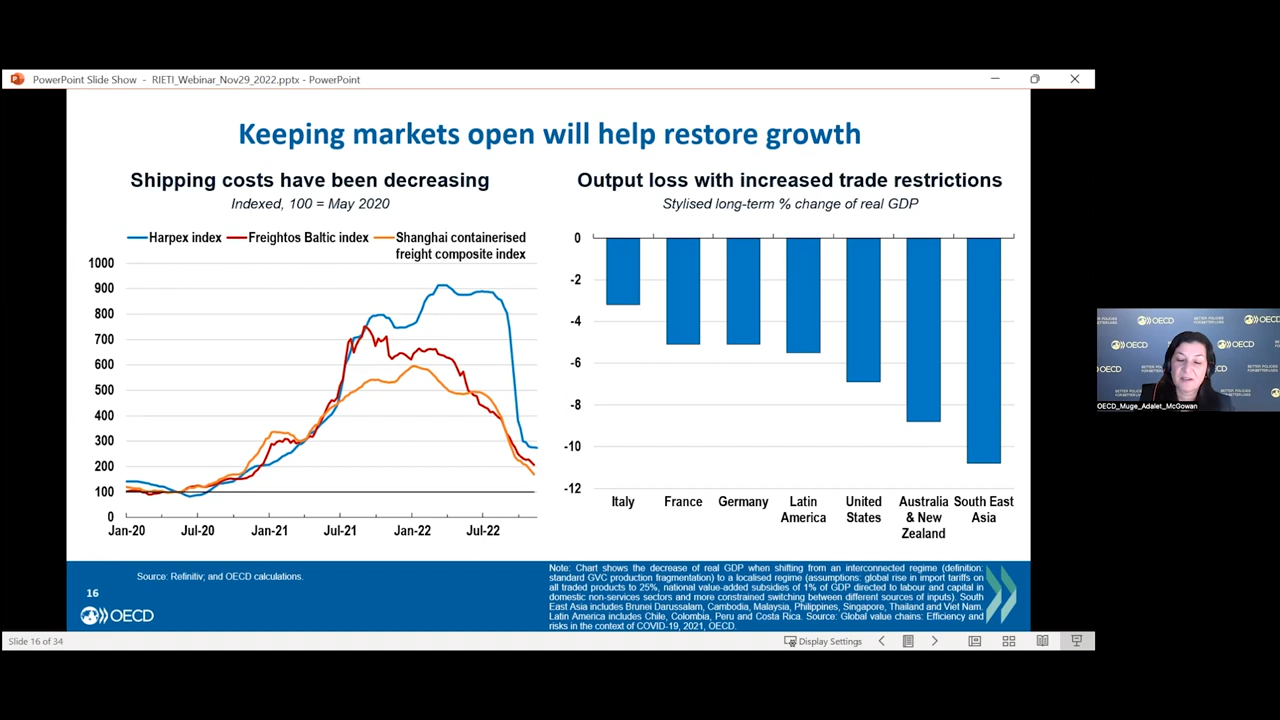 PowerPoint Slide Show - RIETI_Webinar_Nov29_2022.pptx - PowerPoint
Keeping markets open will help restore growth
Shipping costs have been decreasing
Indexed, 100 = May 2020
Harpex index
Freightos Baltic index
Shanghai containerised
freight composite index
1000
900
800
700
600
500
400
300
200
100
0
Jan-20
Jul-20
Jan-21
Jul-21
Jan-22
Jul-22
Output loss with increased trade restrictions
Stylised long-term % change of real GDP
0
-2
-4
-6
-8
-10
-12
Italy
France
Germany
Latin
America
United
States
Australia
& New
Zealand
South East
Asia
Source: Refinitiv; and OECD calculations.
16
OECD
Note: Chart shows the decrease of real GDP when shifting from an interconnected regime (definition:
standard GVC production fragmentation) to a localised regime (assumptions: global rise in import tariffs on
all traded products to 25%, national value-added subsidies of 1% of GDP directed to labour and capital in
domestic non-services sectors and more constrained switching between different sources of inputs). South
East Asia includes Brunei Darussalam, Cambodia, Malaysia, Philippines, Singapore, Thailand and Viet Nam.
Latin America includes Chile, Colombia, Peru and Costa Rica. Source: Global value chains: Efficiency and
risks in the context of COVID-19, 2021, OECD.
Slide 16 of 34
Display Settings
OECD
OECD
OECD
OECD_Muge_Adalet_McGowan